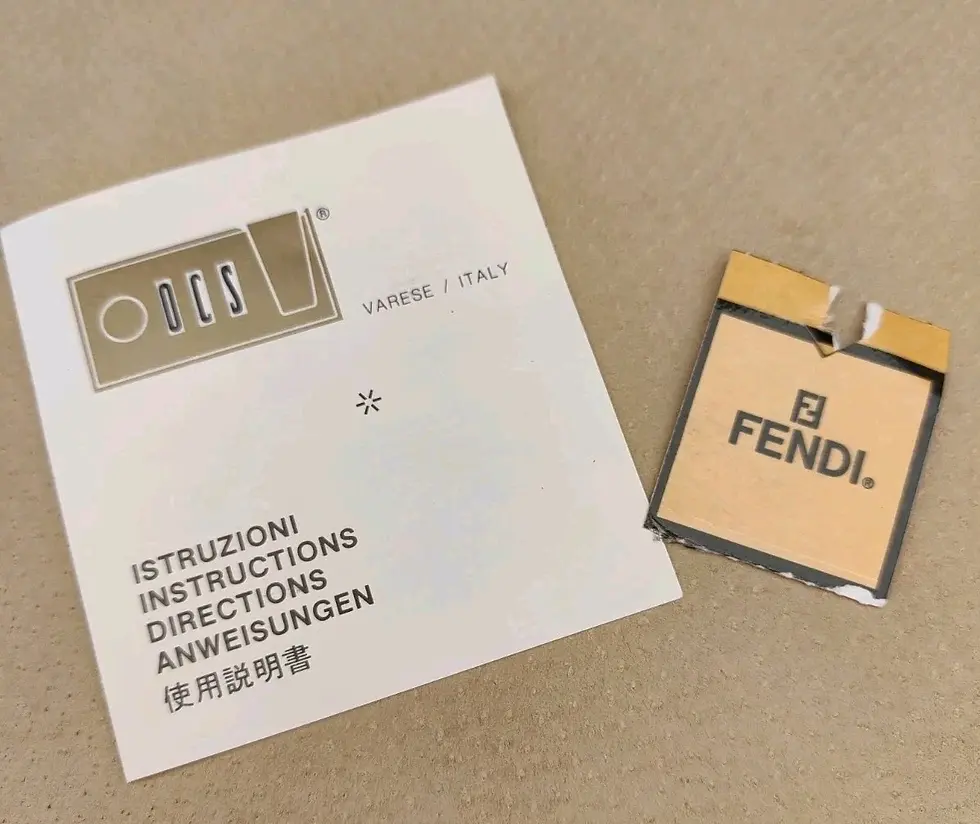 OCS ®
VARESE / ITALY
ISTRUZIONI
INSTRUCTIONS
DIRECTIONS
ANWEISUNGEN
使用説明書
FENDI®